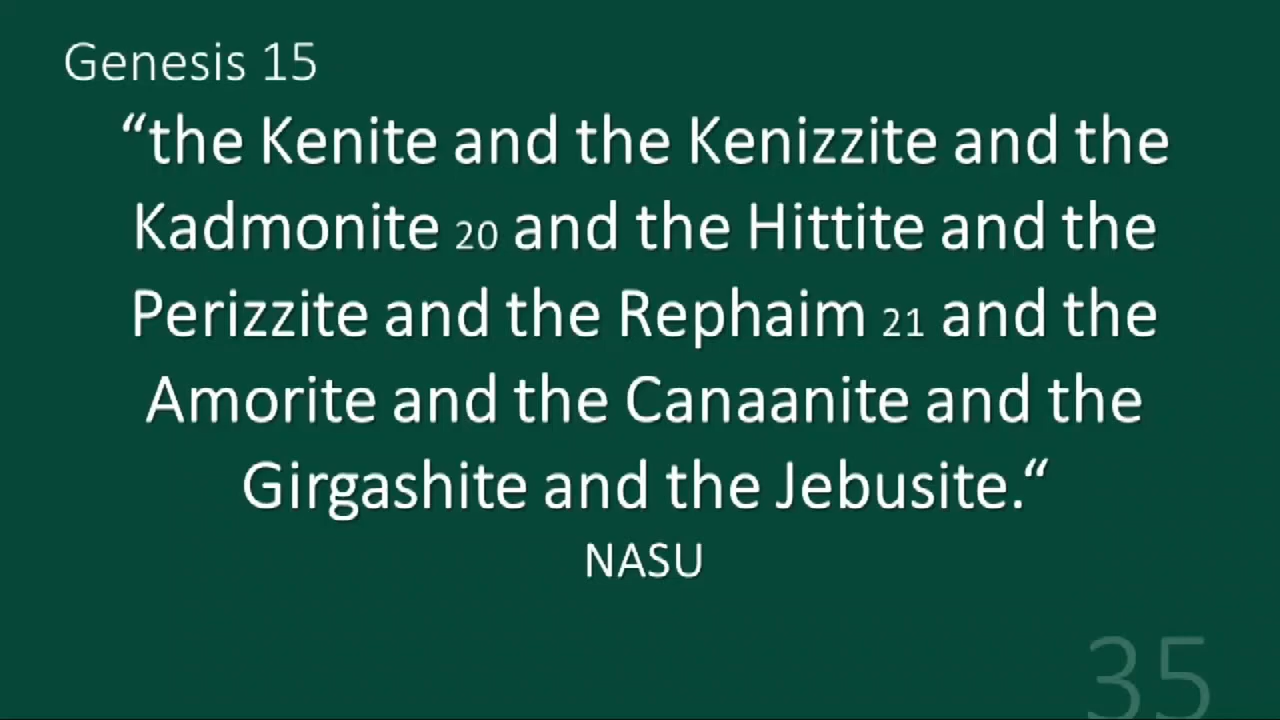 Genesis 15
“the Kenite and the Kenizzite and the
Kadmonite 20 and the Hittite and the
Perizzite and the Rephaim 21 and the
Amorite and the Canaanite and the
Girgashite and the Jebusite.“
NASU
35